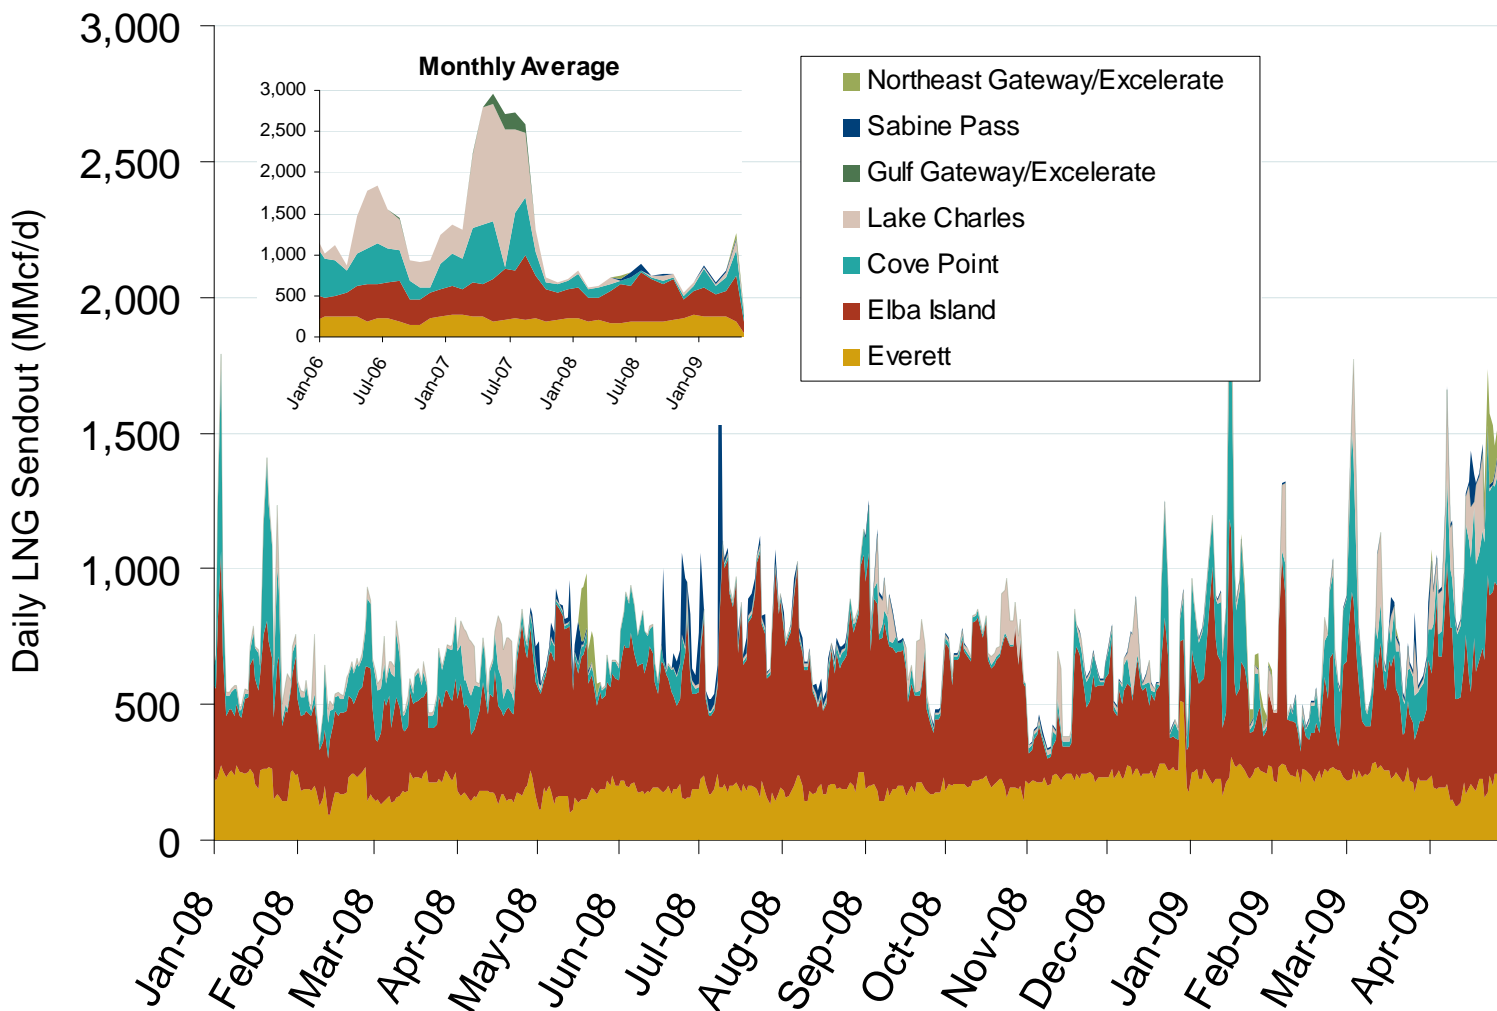 3,000
2,500
2,000
1,500
1,000
500
0
Daily LNG Sendout (MMcf/d)
Monthly Average
3,000
2,500
2,000
1,500
1,000
500
0
Jan-06
Jul-06
Jan-07
Jul-07
Jan-08
Jul-08
Jan-09
Northeast Gateway/Excelerate
Sabine Pass
Gulf Gateway/Excelerate
Lake Charles
Cove Point
Elba Island
Everett
Jan-08
Feb-08
Mar-08
Apr-08
May-08
Jun-08
Jul-08
Aug-08
Sep-08
Oct-08
Nov-08
Dec-08
Jan-09
Feb-09
Mar-09
Apr-09